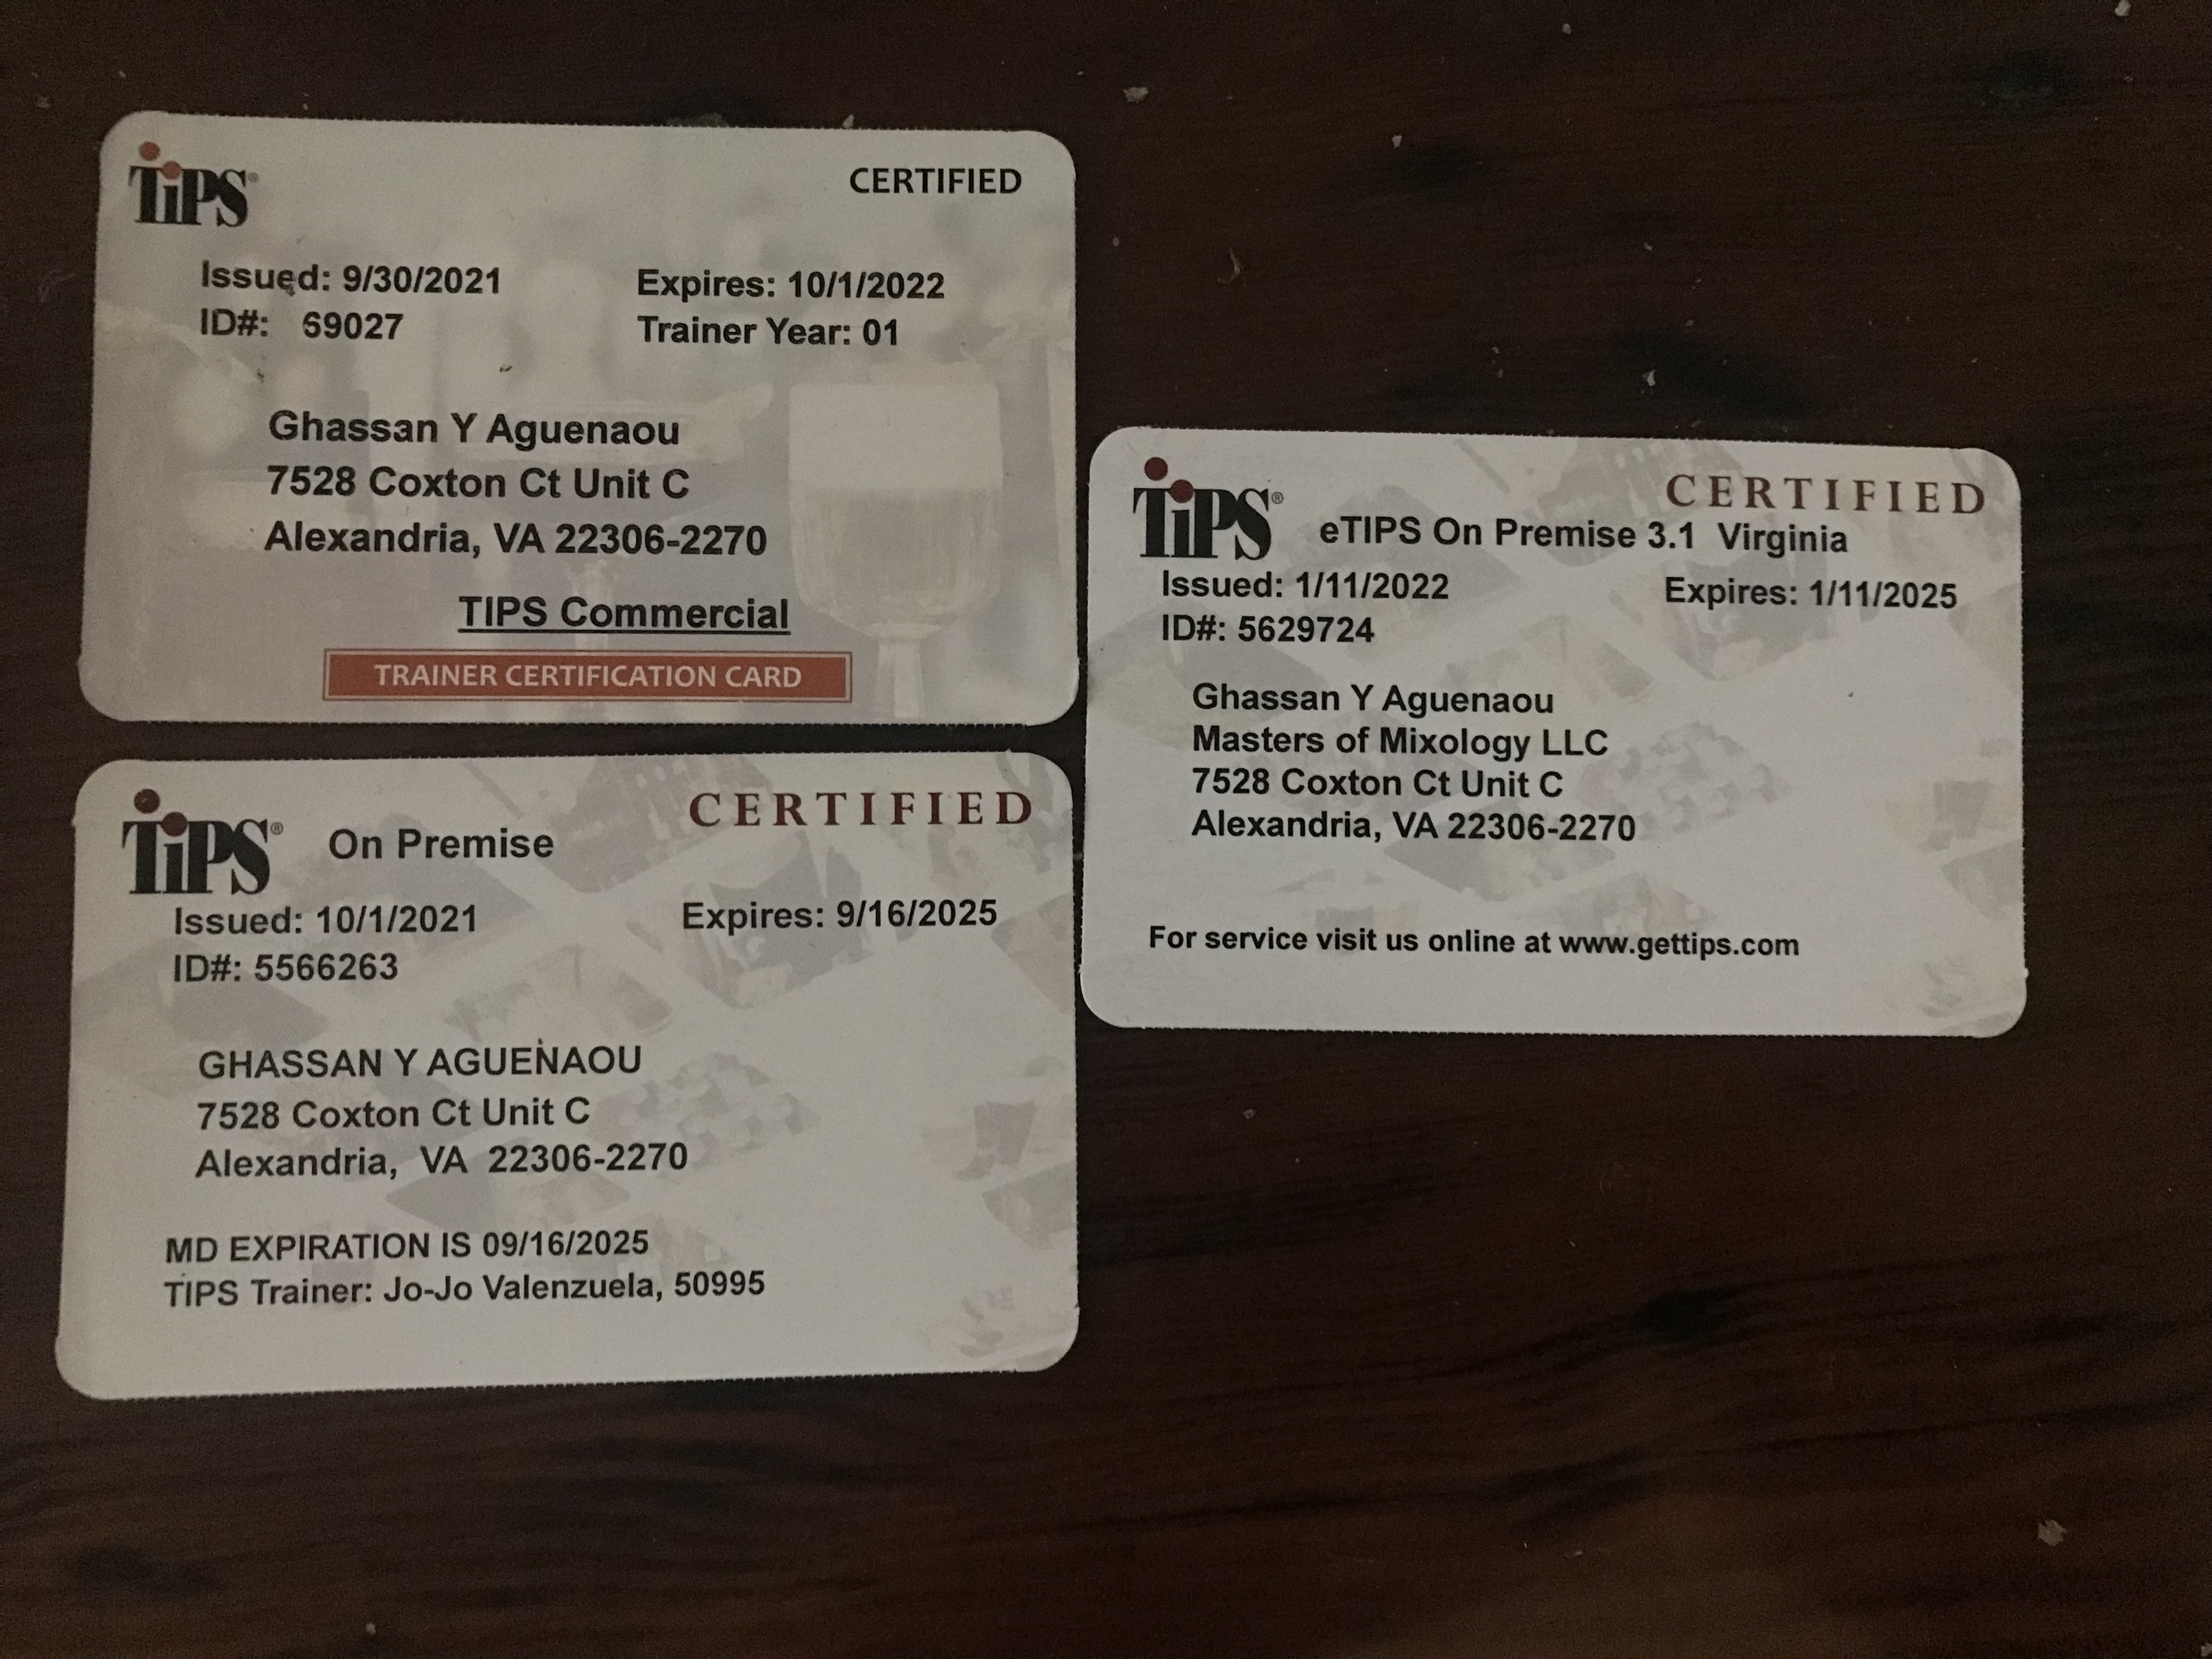 TiPS® CERTIFIED
Issued: 9/30/2021 Expires: 10/1/2022
ID#: 69027 Trainer Year: 01
Ghassan Y Aguenaou
7528 Coxton Ct Unit C
Alexandria, VA 22306-2270
TIPS Commercial
TRAINER CERTIFICATION CARD
TiPS® On Premise CERTIFIED
Issued: 10/1/2021 Expires: 9/16/2025
ID#: 5566263
GHASSAN Y AGUENAOU
7528 Coxton Ct Unit C
Alexandria, VA 22306-2270
MD EXPIRATION IS 09/16/2025
TiPS Trainer: Jo-Jo Valenzuela, 50995
CERTIFIED
TiPS® eTIPS On Premise 3.1 Virginia
Issued: 1/11/2022 Expires: 1/11/2025
ID#: 5629724
Ghassan Y Aguenaou
Masters of Mixology LLC
7528 Coxton Ct Unit C
Alexandria, VA 22306-2270
For service visit us online at www.gettips.com